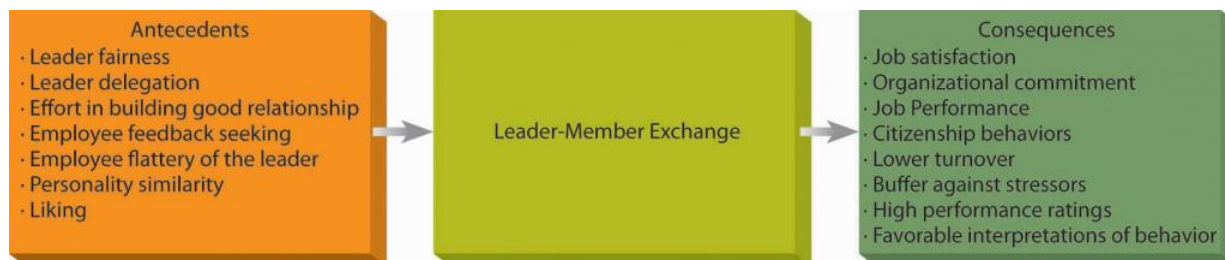 Antecedents
· Leader fairness
· Leader delegation
· Effort in building good relationship
· Employee feedback seeking
· Employee flattery of the leader
· Personality similarity
· Liking
Leader-Member Exchange
Consequences
· Job satisfaction
· Organizational commitment
· Job Performance
· Citizenship behaviors
· Lower turnover
· Buffer against stressors
· High performance ratings
· Favorable interpretations of behavior